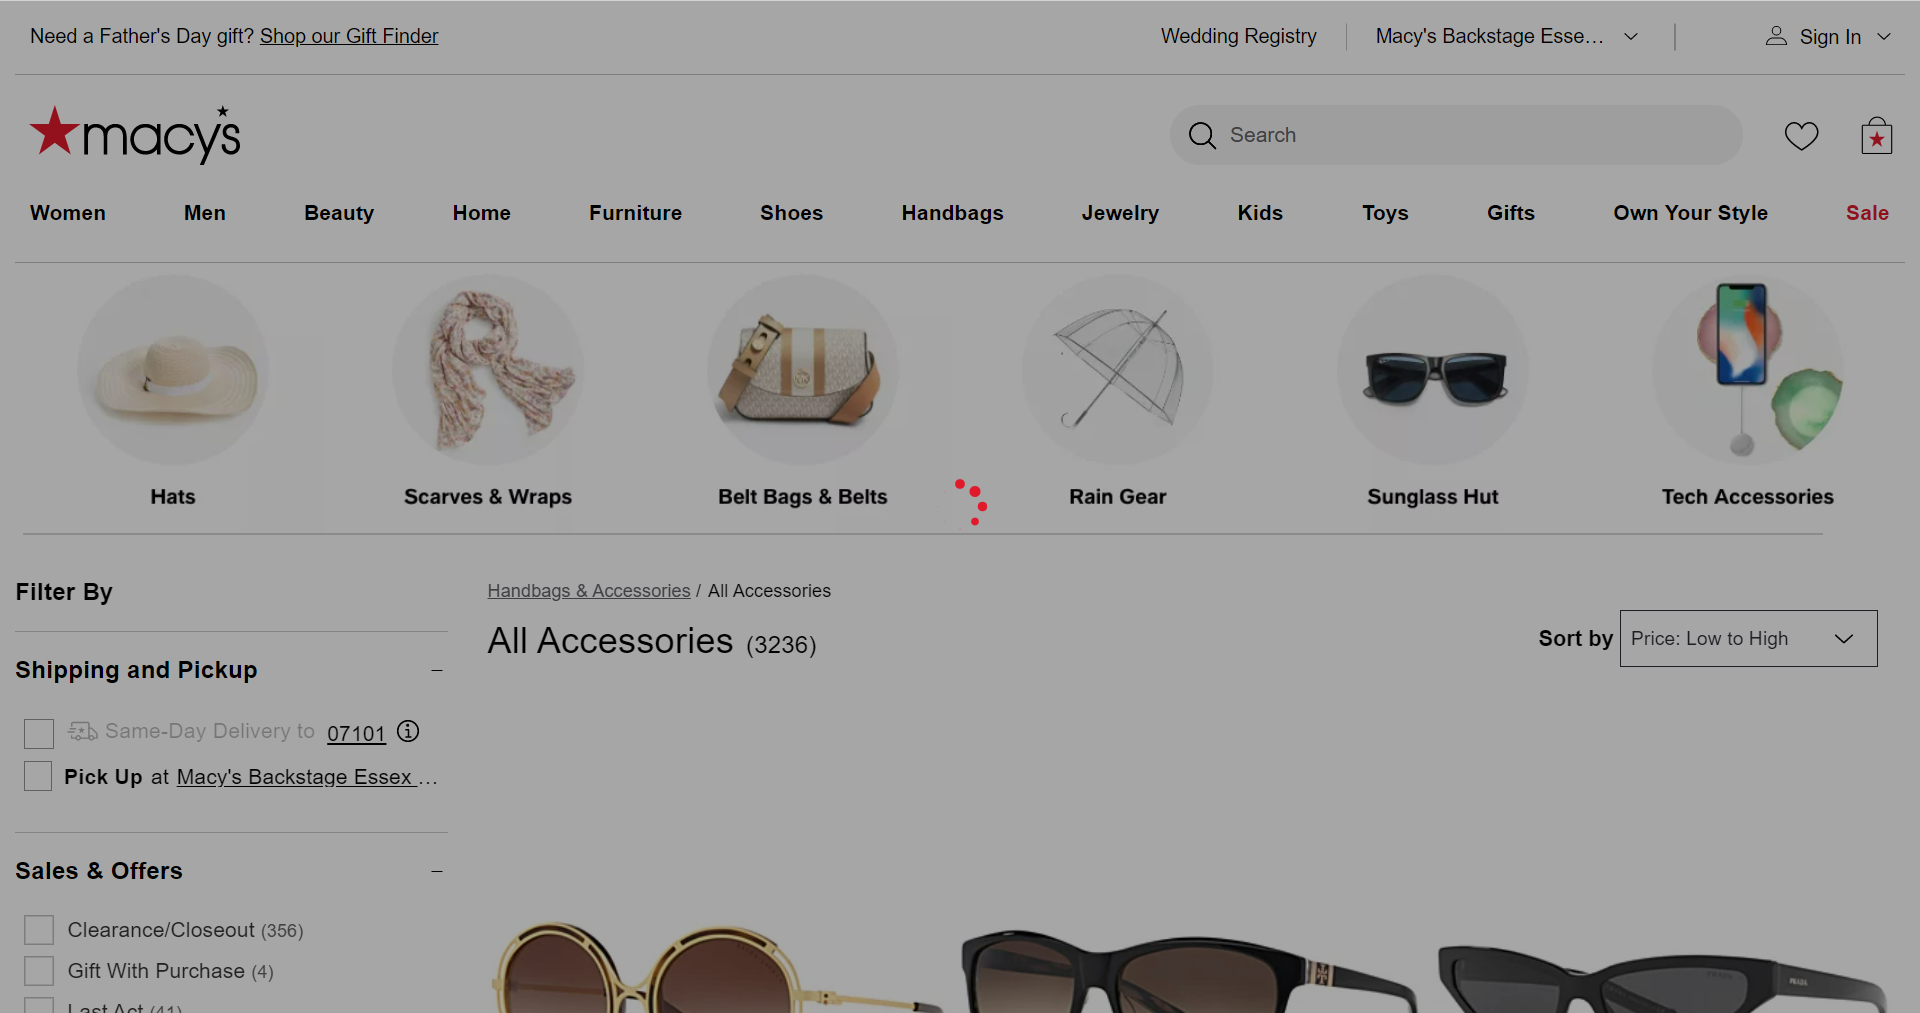 Need a Father's Day gift? Shop our Gift Finder
Wedding Registry
Macy's Backstage Esse...
Sign In
macy's
Search
Women
Men
Beauty
Home
Furniture
Shoes
Handbags
Jewelry
Kids
Toys
Gifts
Own Your Style
Sale
Hats
Scarves & Wraps
Belt Bags & Belts
Rain Gear
Sunglass Hut
Tech Accessories
Filter By
Handbags & Accessories / All Accessories
All Accessories (3236)
Sort by
Price: Low to High
Shipping and Pickup
Same-Day Delivery to 07101
Pick Up at Macy's Backstage Essex ...
Sales & Offers
Clearance/Closeout (356)
Gift With Purchase (4)
Last Act (41)
PRADA